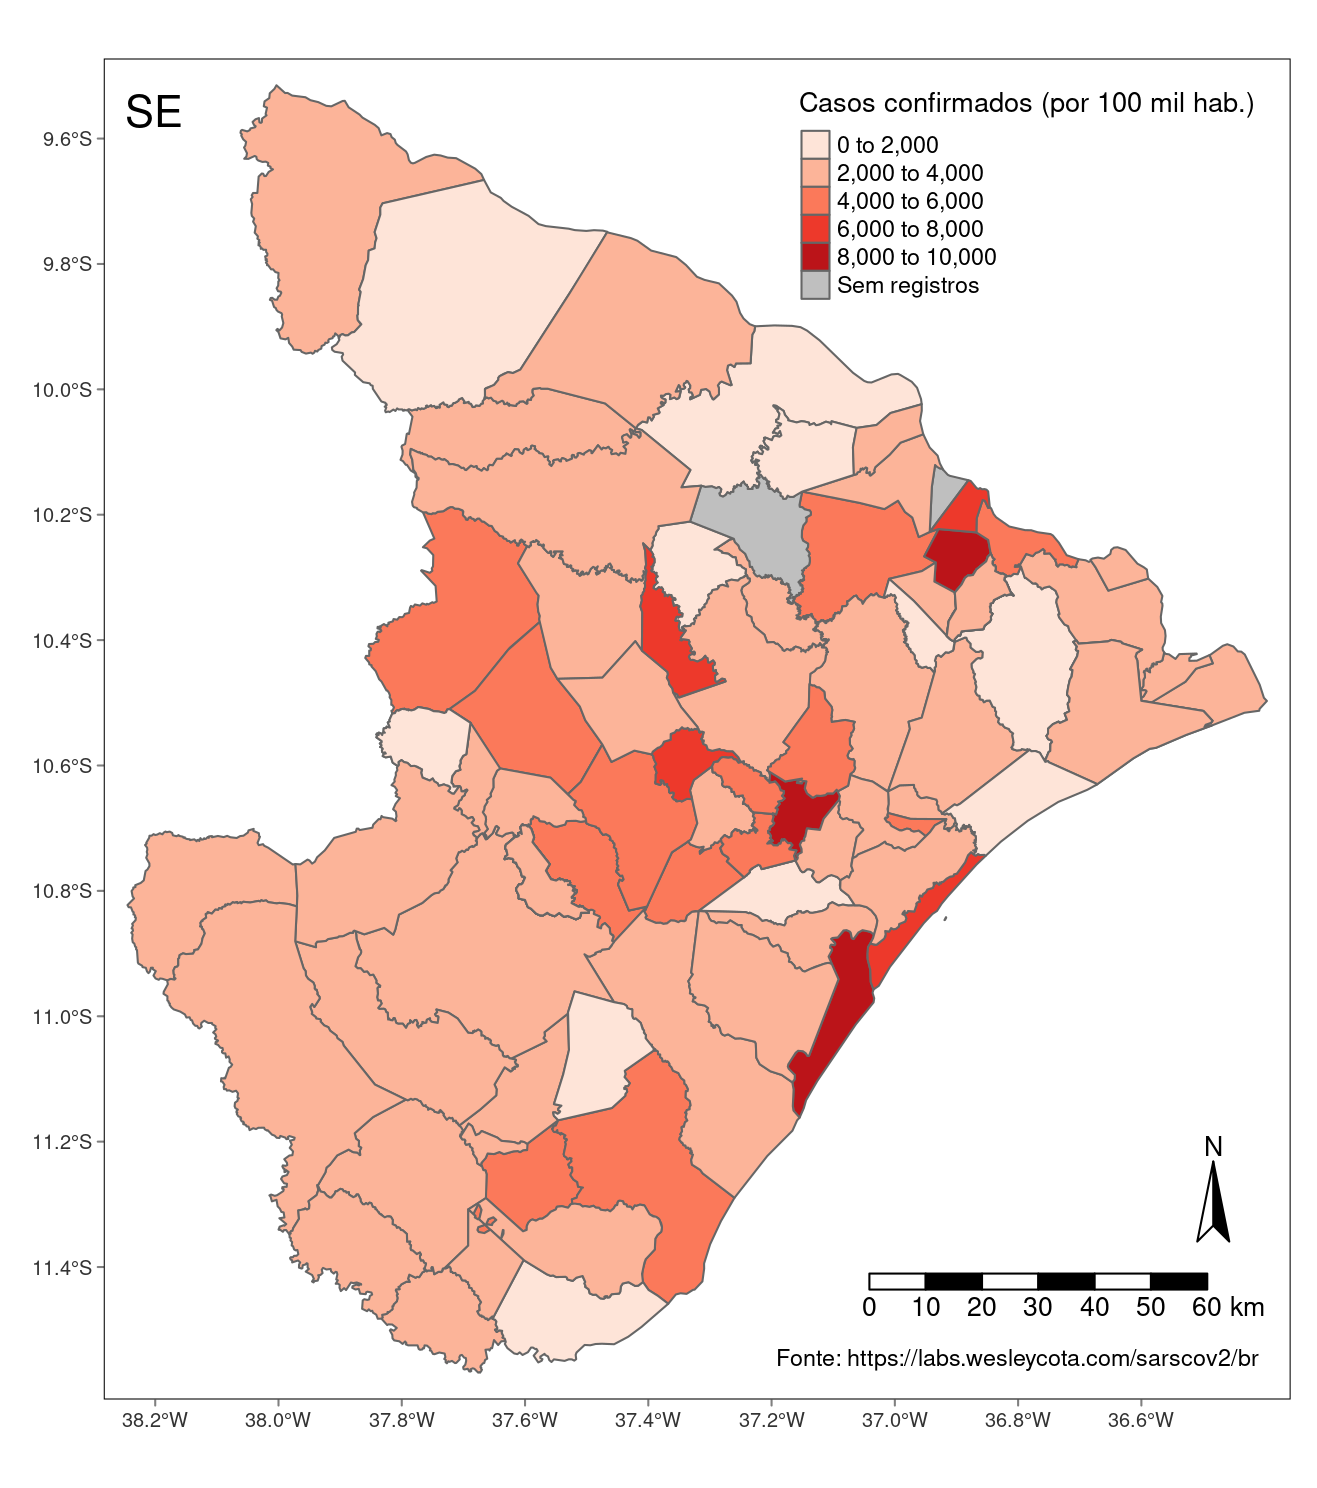 SE
Casos confirmados (por 100 mil hab.)
0 to 2,000
2,000 to 4,000
4,000 to 6,000
6,000 to 8,000
8,000 to 10,000
Sem registros
9.6°S
9.8°S
10.0°S
10.2°S
10.4°S
10.6°S
10.8°S
11.0°S
11.2°S
11.4°S
N
0 10 20 30 40 50 60 km
Fonte: https://labs.wesleycota.com/sarscov2/br
38.2°W 38.0°W 37.8°W 37.6°W 37.4°W 37.2°W 37.0°W 36.8°W 36.6°W